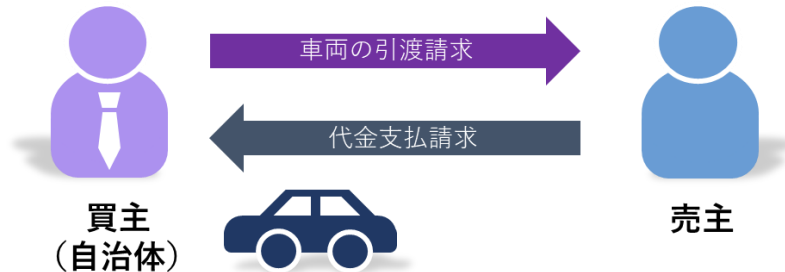 車両の引渡請求
代金支払請求
買主
（自治体）
売主